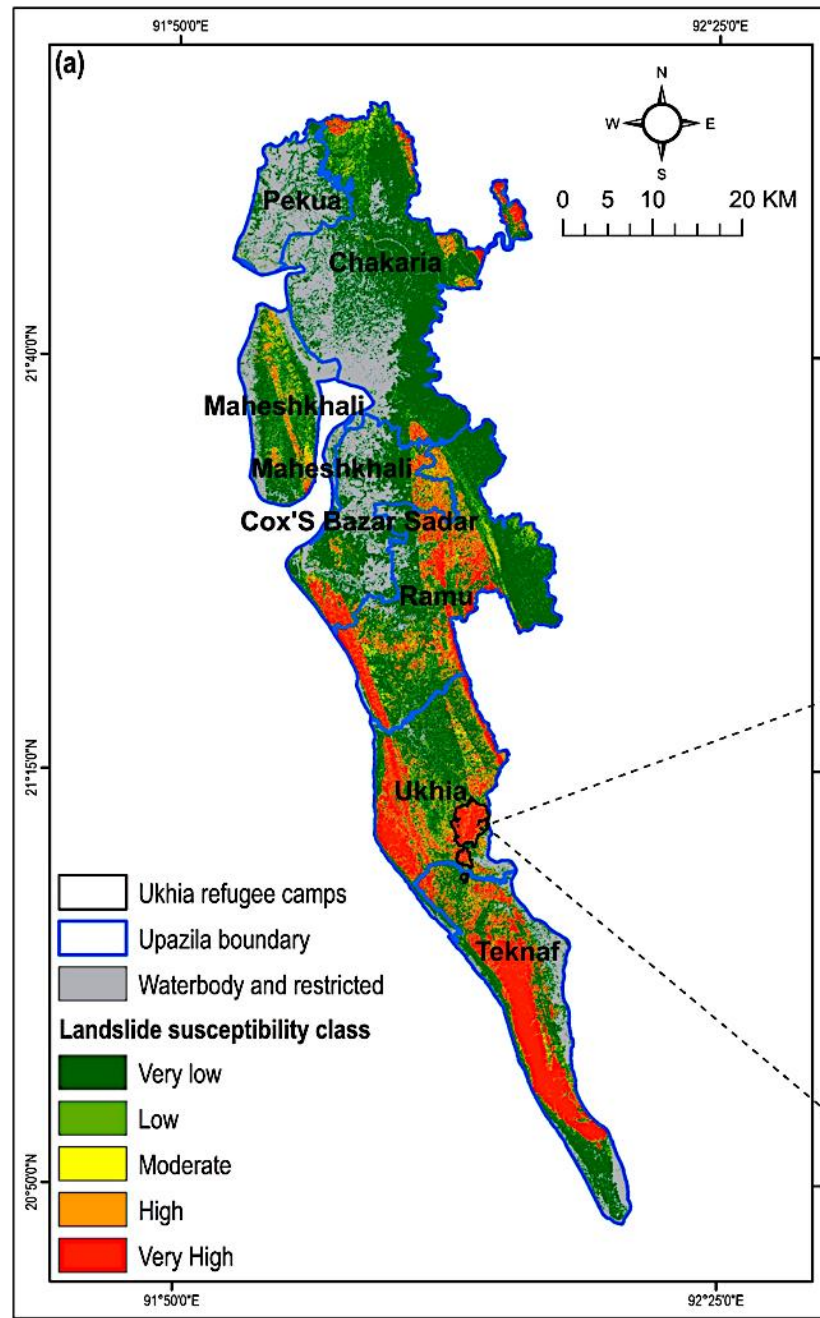 91°50'0"E
92°25'0"E
(a)
N
W E
S
0 5 10 20 KM
Pekua
Chakaria
21°40'0"N
Maheshkhali
Maheshkhali
Cox'S Bazar Sadar
Ramu
21°15'0"N
Ukhia
Ukhia refugee camps
Upazila boundary
Teknaf
Waterbody and restricted
Landslide susceptibility class
Very low
Low
Moderate
20°50'0"N
High
Very High
91°50'0"E
92°25'0"E